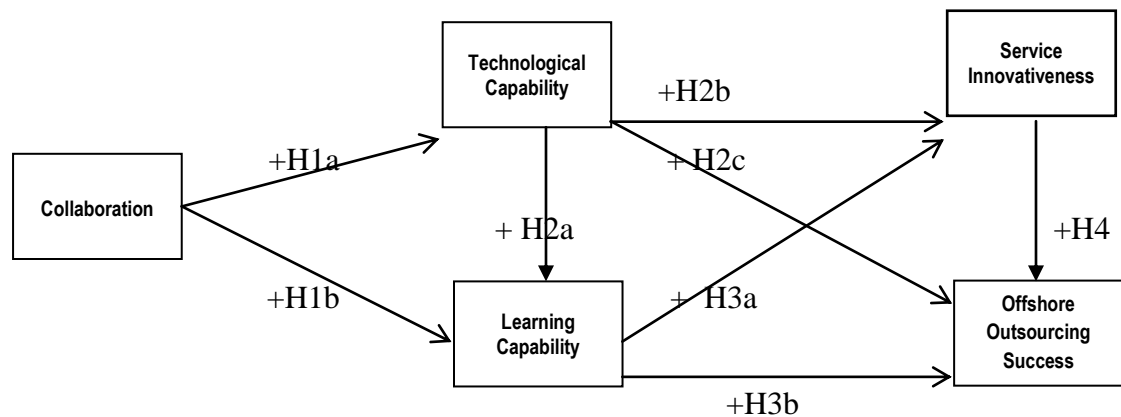 Technological
Capability
Service
Innovativeness
+H2b
+H1a
+ H2c
Collaboration
+ H2a
+H4
+H1b
+ H3a
Learning
Capability
Offshore
Outsourcing
Success
+H3b